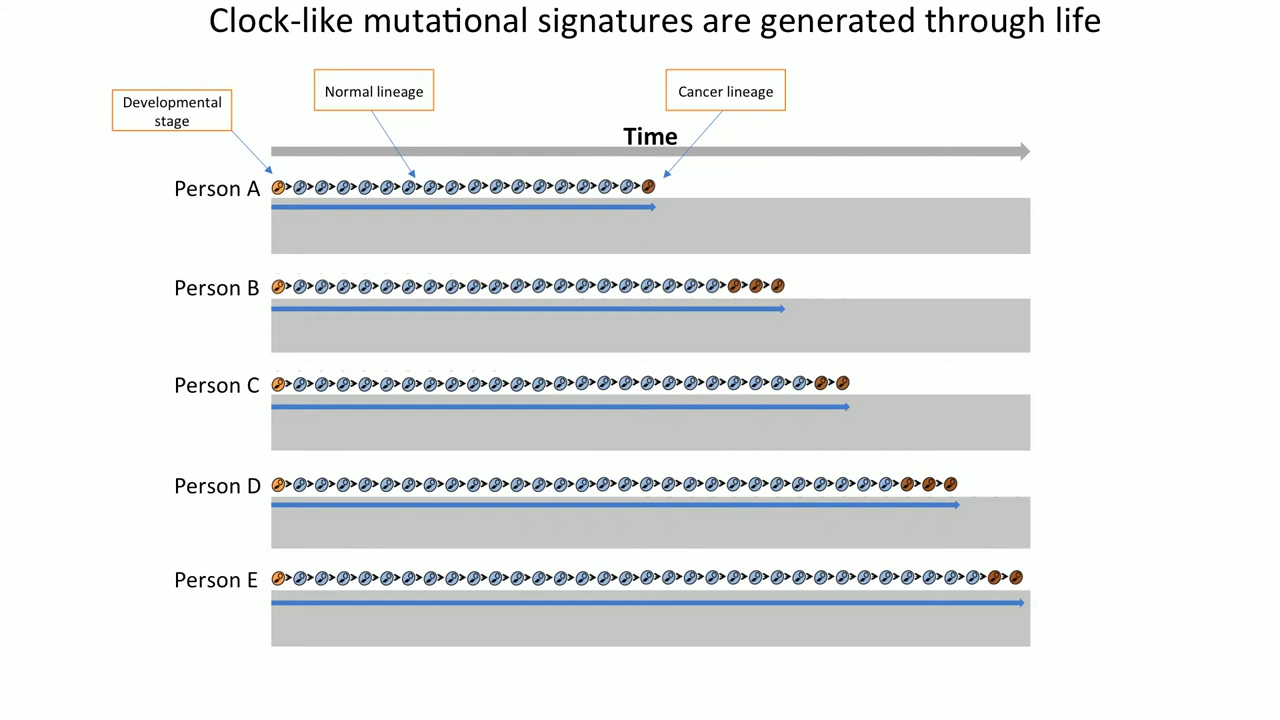 Clock-like mutational signatures are generated through life
Developmental
stage
Normal lineage
Cancer lineage
Time
Person A
Person B
Person C
Person D
Person E